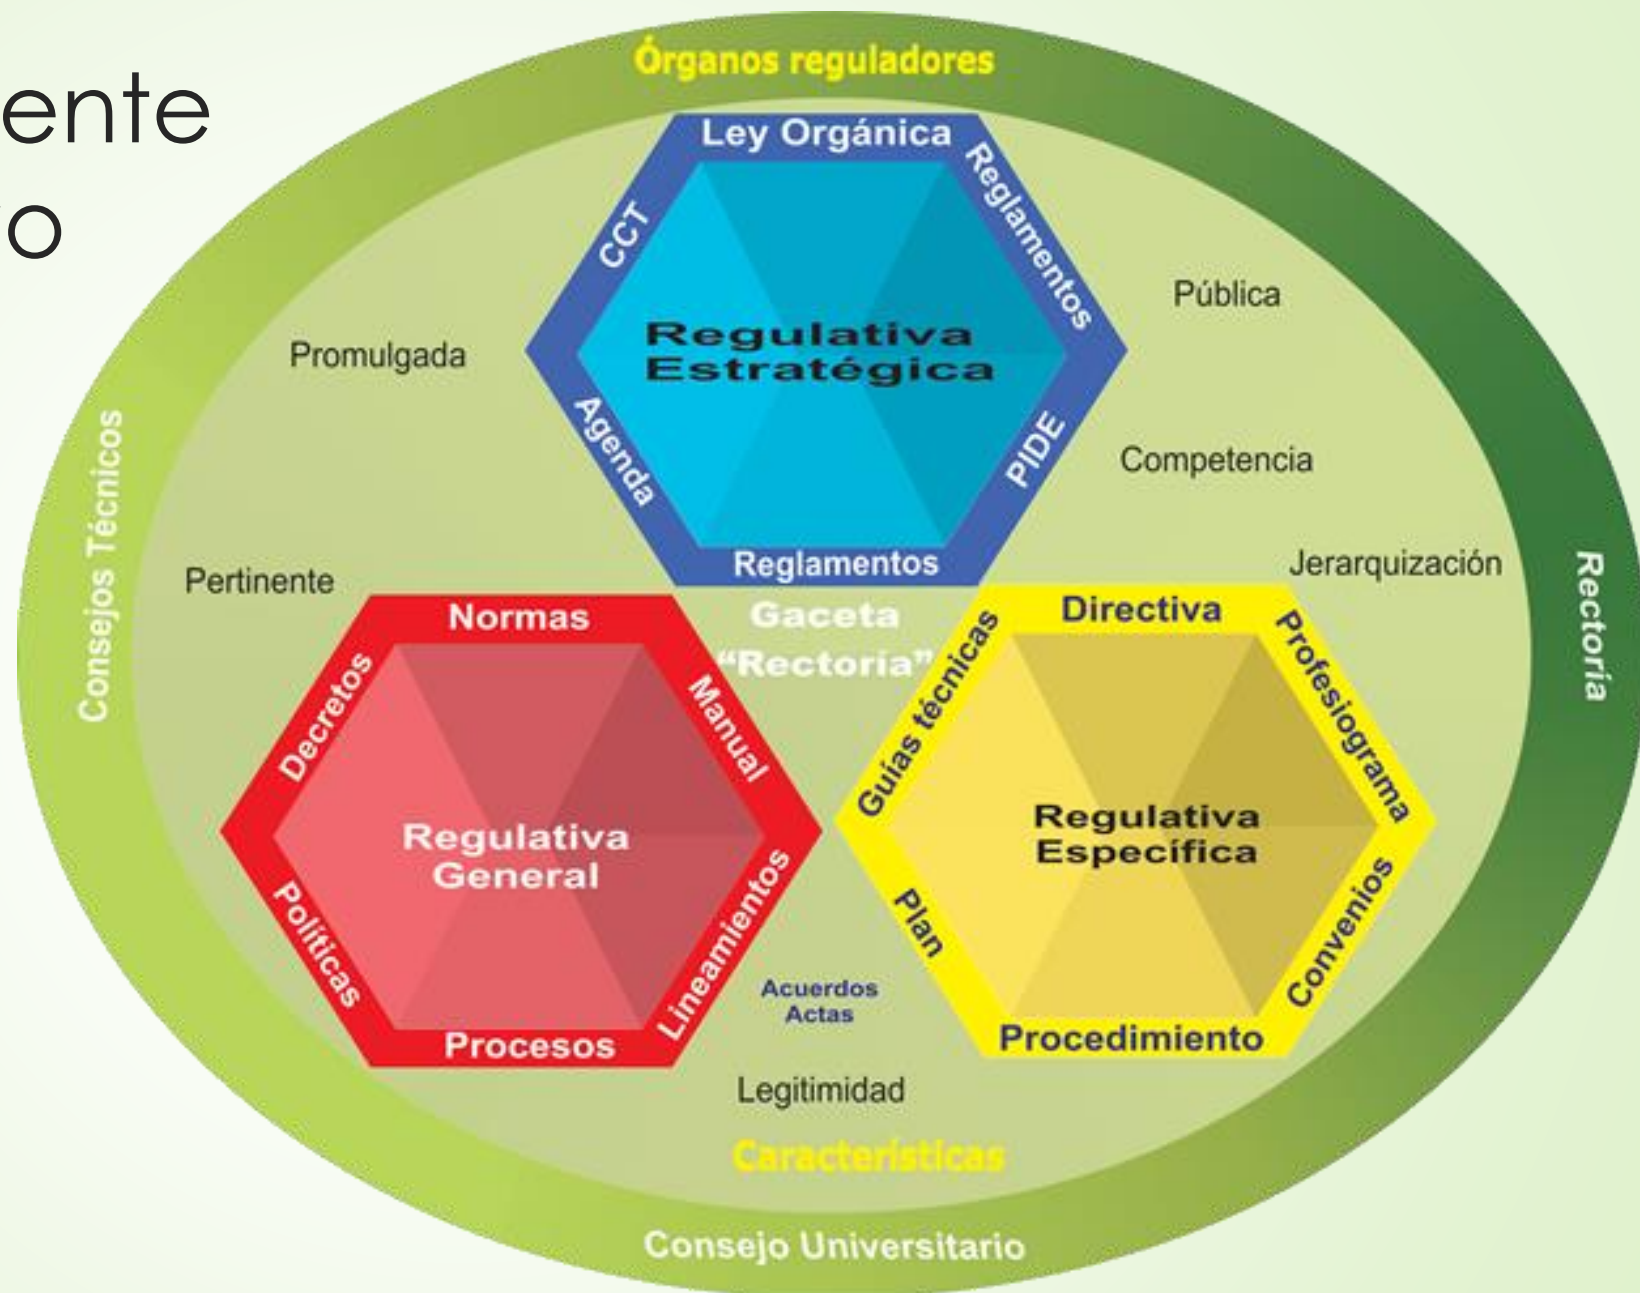 ente
o
Órganos reguladores
Ley Orgánica
Reglamentos
CCT
Regulativa
Estratégica
Agenda
PIDE
Reglamentos
Promulgada
Pública
Competencia
Jerarquización
Pertinente
Consejos Técnicos
Rectoría
Gaceta
“Rectoría”
Normas
Decretos
Manual
Regulativa
General
Políticas
Lineamientos
Procesos
Directiva
Guías técnicas
Profesiograma
Regulativa
Específica
Plan
Convenios
Procedimiento
Acuerdos
Actas
Legitimidad
Características
Consejo Universitario